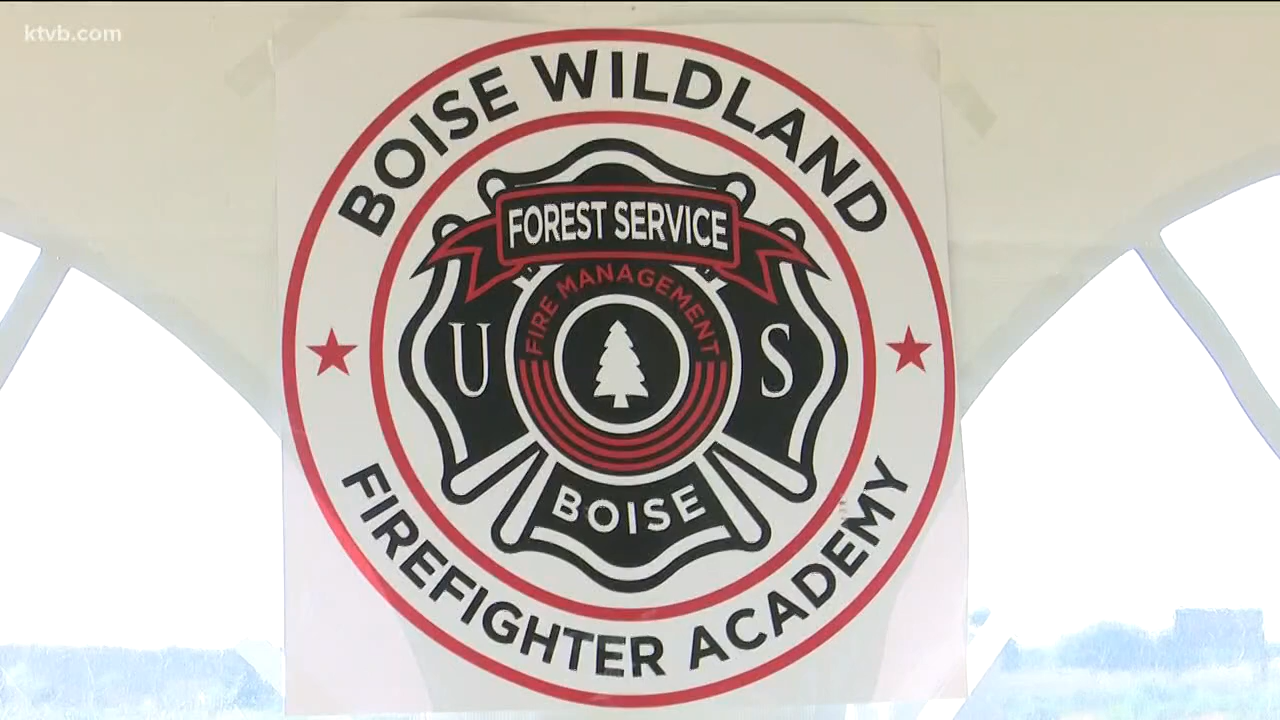 ktvb.com
BOISE WILDLAND
FOREST SERVICE
FIRE MANAGEMENT
U S
BOISE
FIREFIGHTER ACADEMY